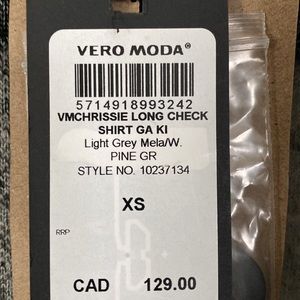 VERO MODA®
5714918993242
VMCHRISSIE LONG CHECK
SHIRT GA KI
Light Grey Mela/W.
PINE GR
STYLE NO. 10237134
XS
RRP
CAD 129.00